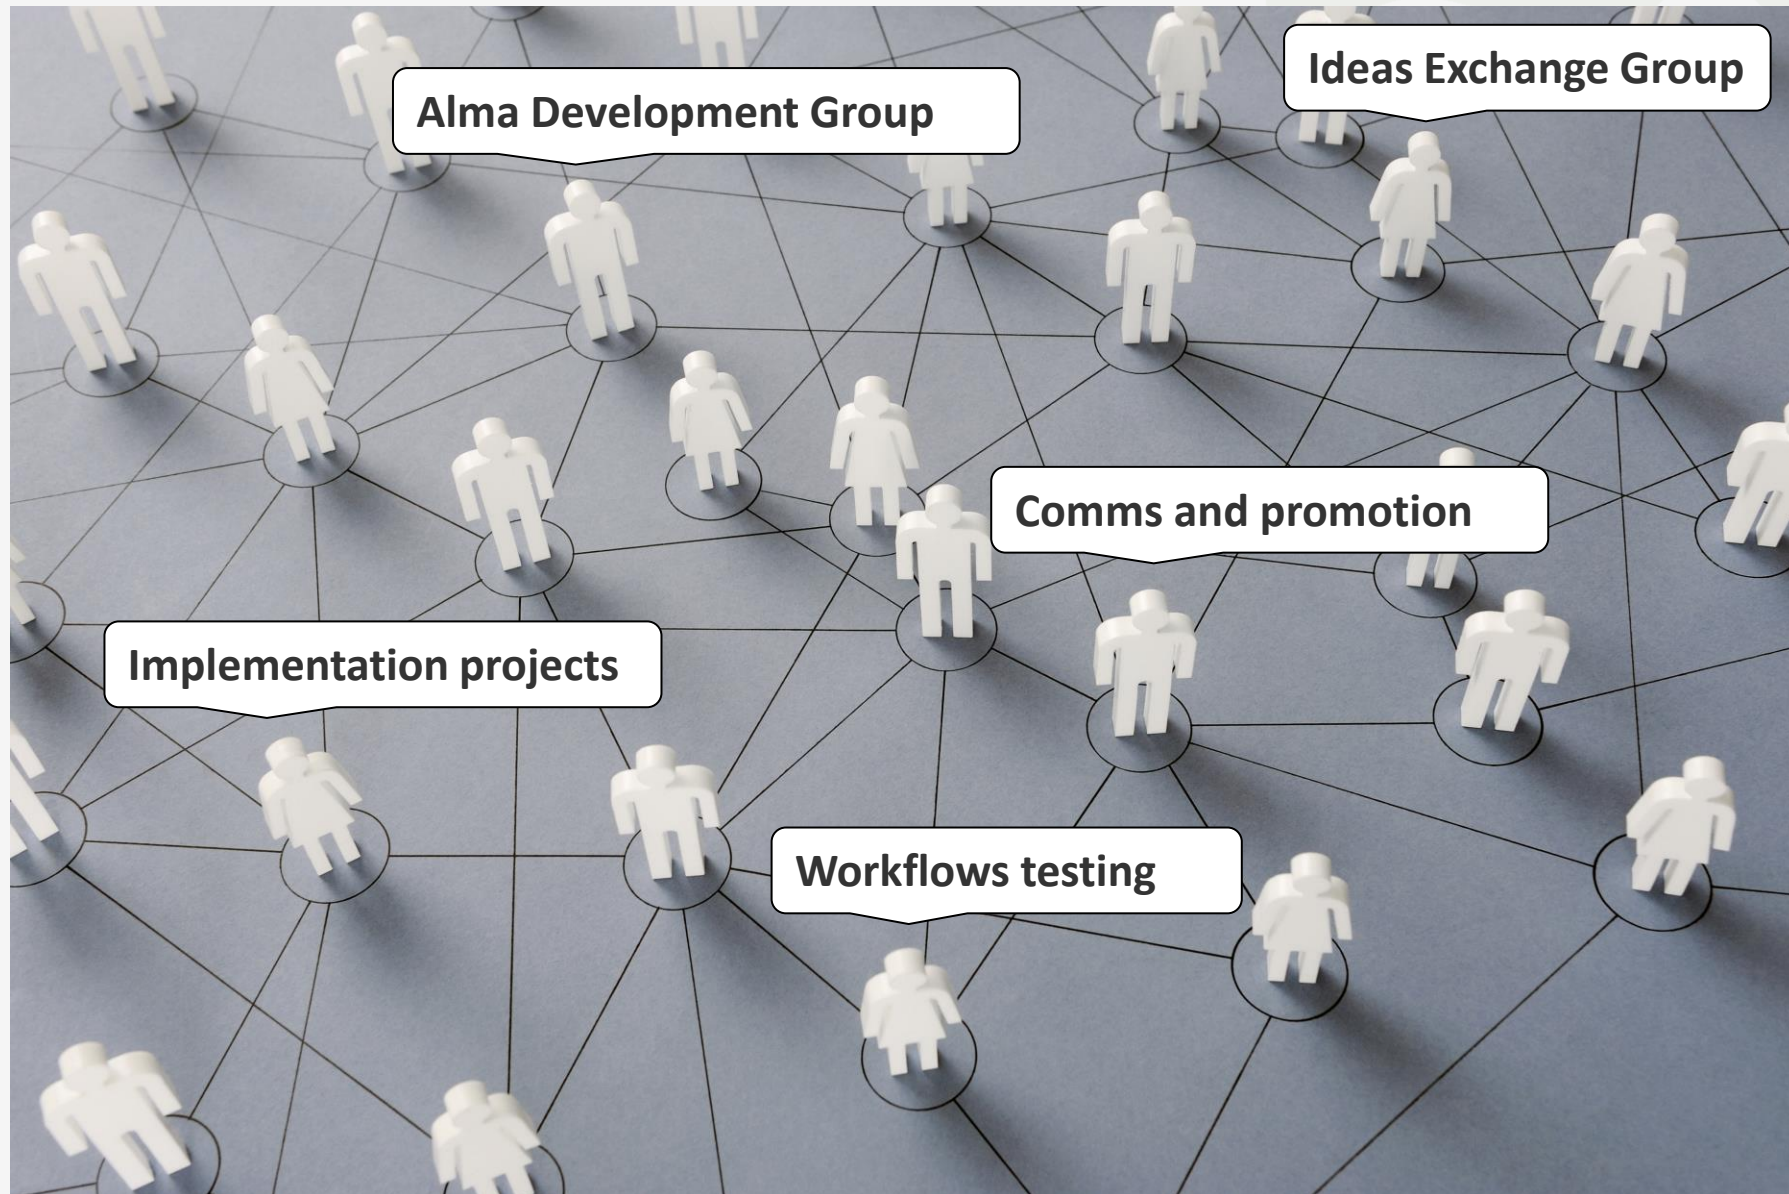 Ideas Exchange Group
Alma Development Group
Comms and promotion
Implementation projects
Workflows testing